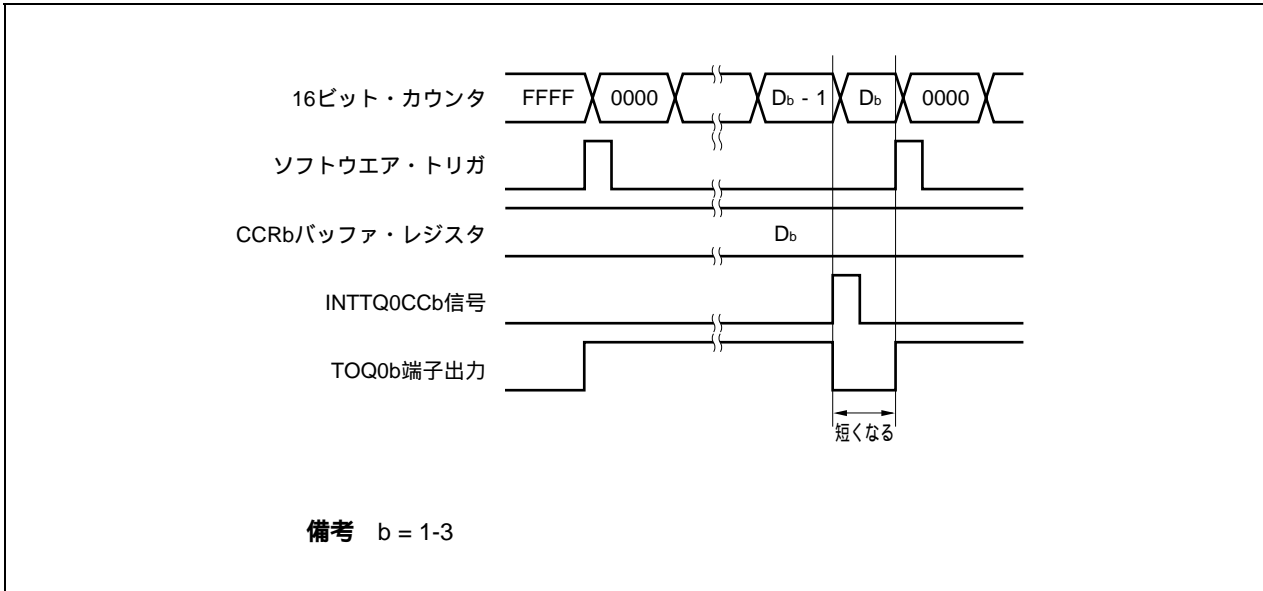 16ビット・カウンタ FFFF 0000 Db - 1 Db 0000
ソフトウエア・トリガ
CCRbバッファ・レジスタ Db
INTTQ0CCb信号
TOQ0b端子出力
短くなる
備考 b = 1-3